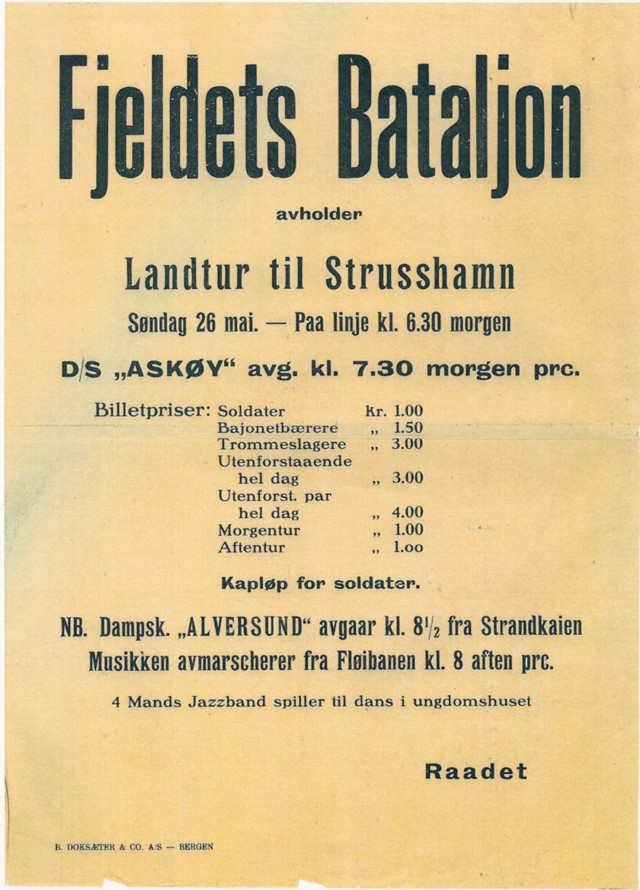 Fjeldets Bataljon
avholder
Landtur til Strusshamn
Søndag 26 mai. — Paa linje kl. 6.30 morgen
D/S „ASKØY“ avg. kl. 7.30 morgen prc.
Billetpriser: Soldater Kr. 1.00
Bajonetbærere „ 1.50
Trommeslagere „ 3.00
Utenforstaaende
hel dag „ 3.00
Utenforst. par
hel dag „ 4.00
Morgentur „ 1.00
Aftentur „ 1.oo
Kapløp for soldater.
NB. Dampsk. „ALVERSUND“ avgaar kl. 8½ fra Strandkaien
Musikken avmarscherer fra Fløibanen kl. 8 aften prc.
4 Mands Jazzband spiller til dans i ungdomshuset
Raadet
B. DOKSÆTER & CO. A/S — BERGEN